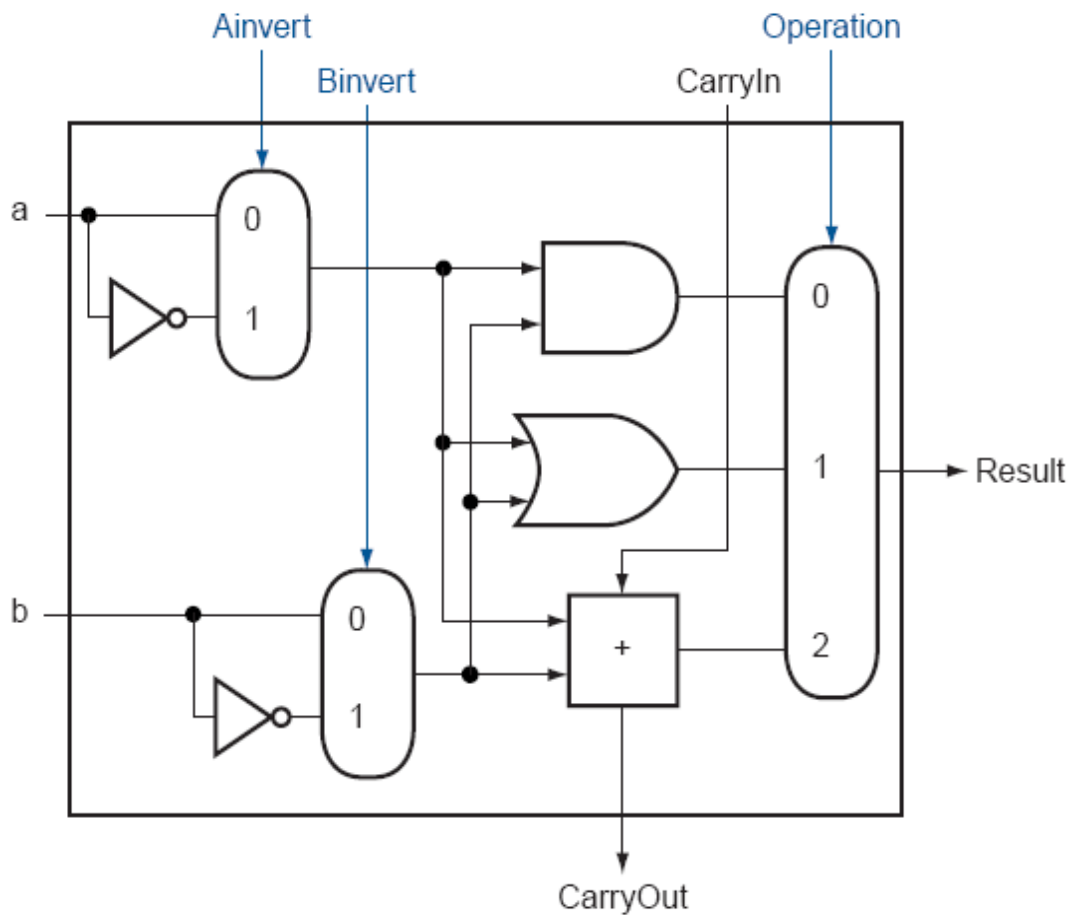 Ainvert
Operation
Binvert
CarryIn
a
0
1
0
1
Result
b
0
+
2
1
CarryOut